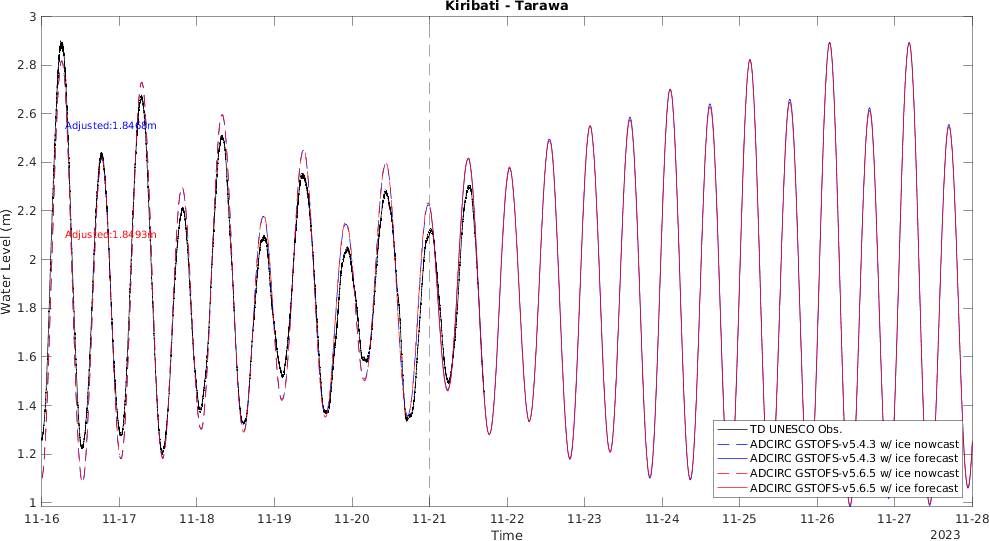 Kiribati - Tarawa
3
2.8
2.6
2.4
2.2
2
1.8
1.6
1.4
1.2
1
Water Level (m)
Adjusted:1.8468m
Adjusted:1.8493m
TD UNESCO Obs.
ADCIRC GSTOFS-v5.4.3 w/ ice nowcast
ADCIRC GSTOFS-v5.4.3 w/ ice forecast
ADCIRC GSTOFS-v5.6.5 w/ ice nowcast
ADCIRC GSTOFS-v5.6.5 w/ ice forecast
11-16 11-17 11-18 11-19 11-20 11-21 11-22 11-23 11-24 11-25 11-26 11-27 11-28
Time
2023